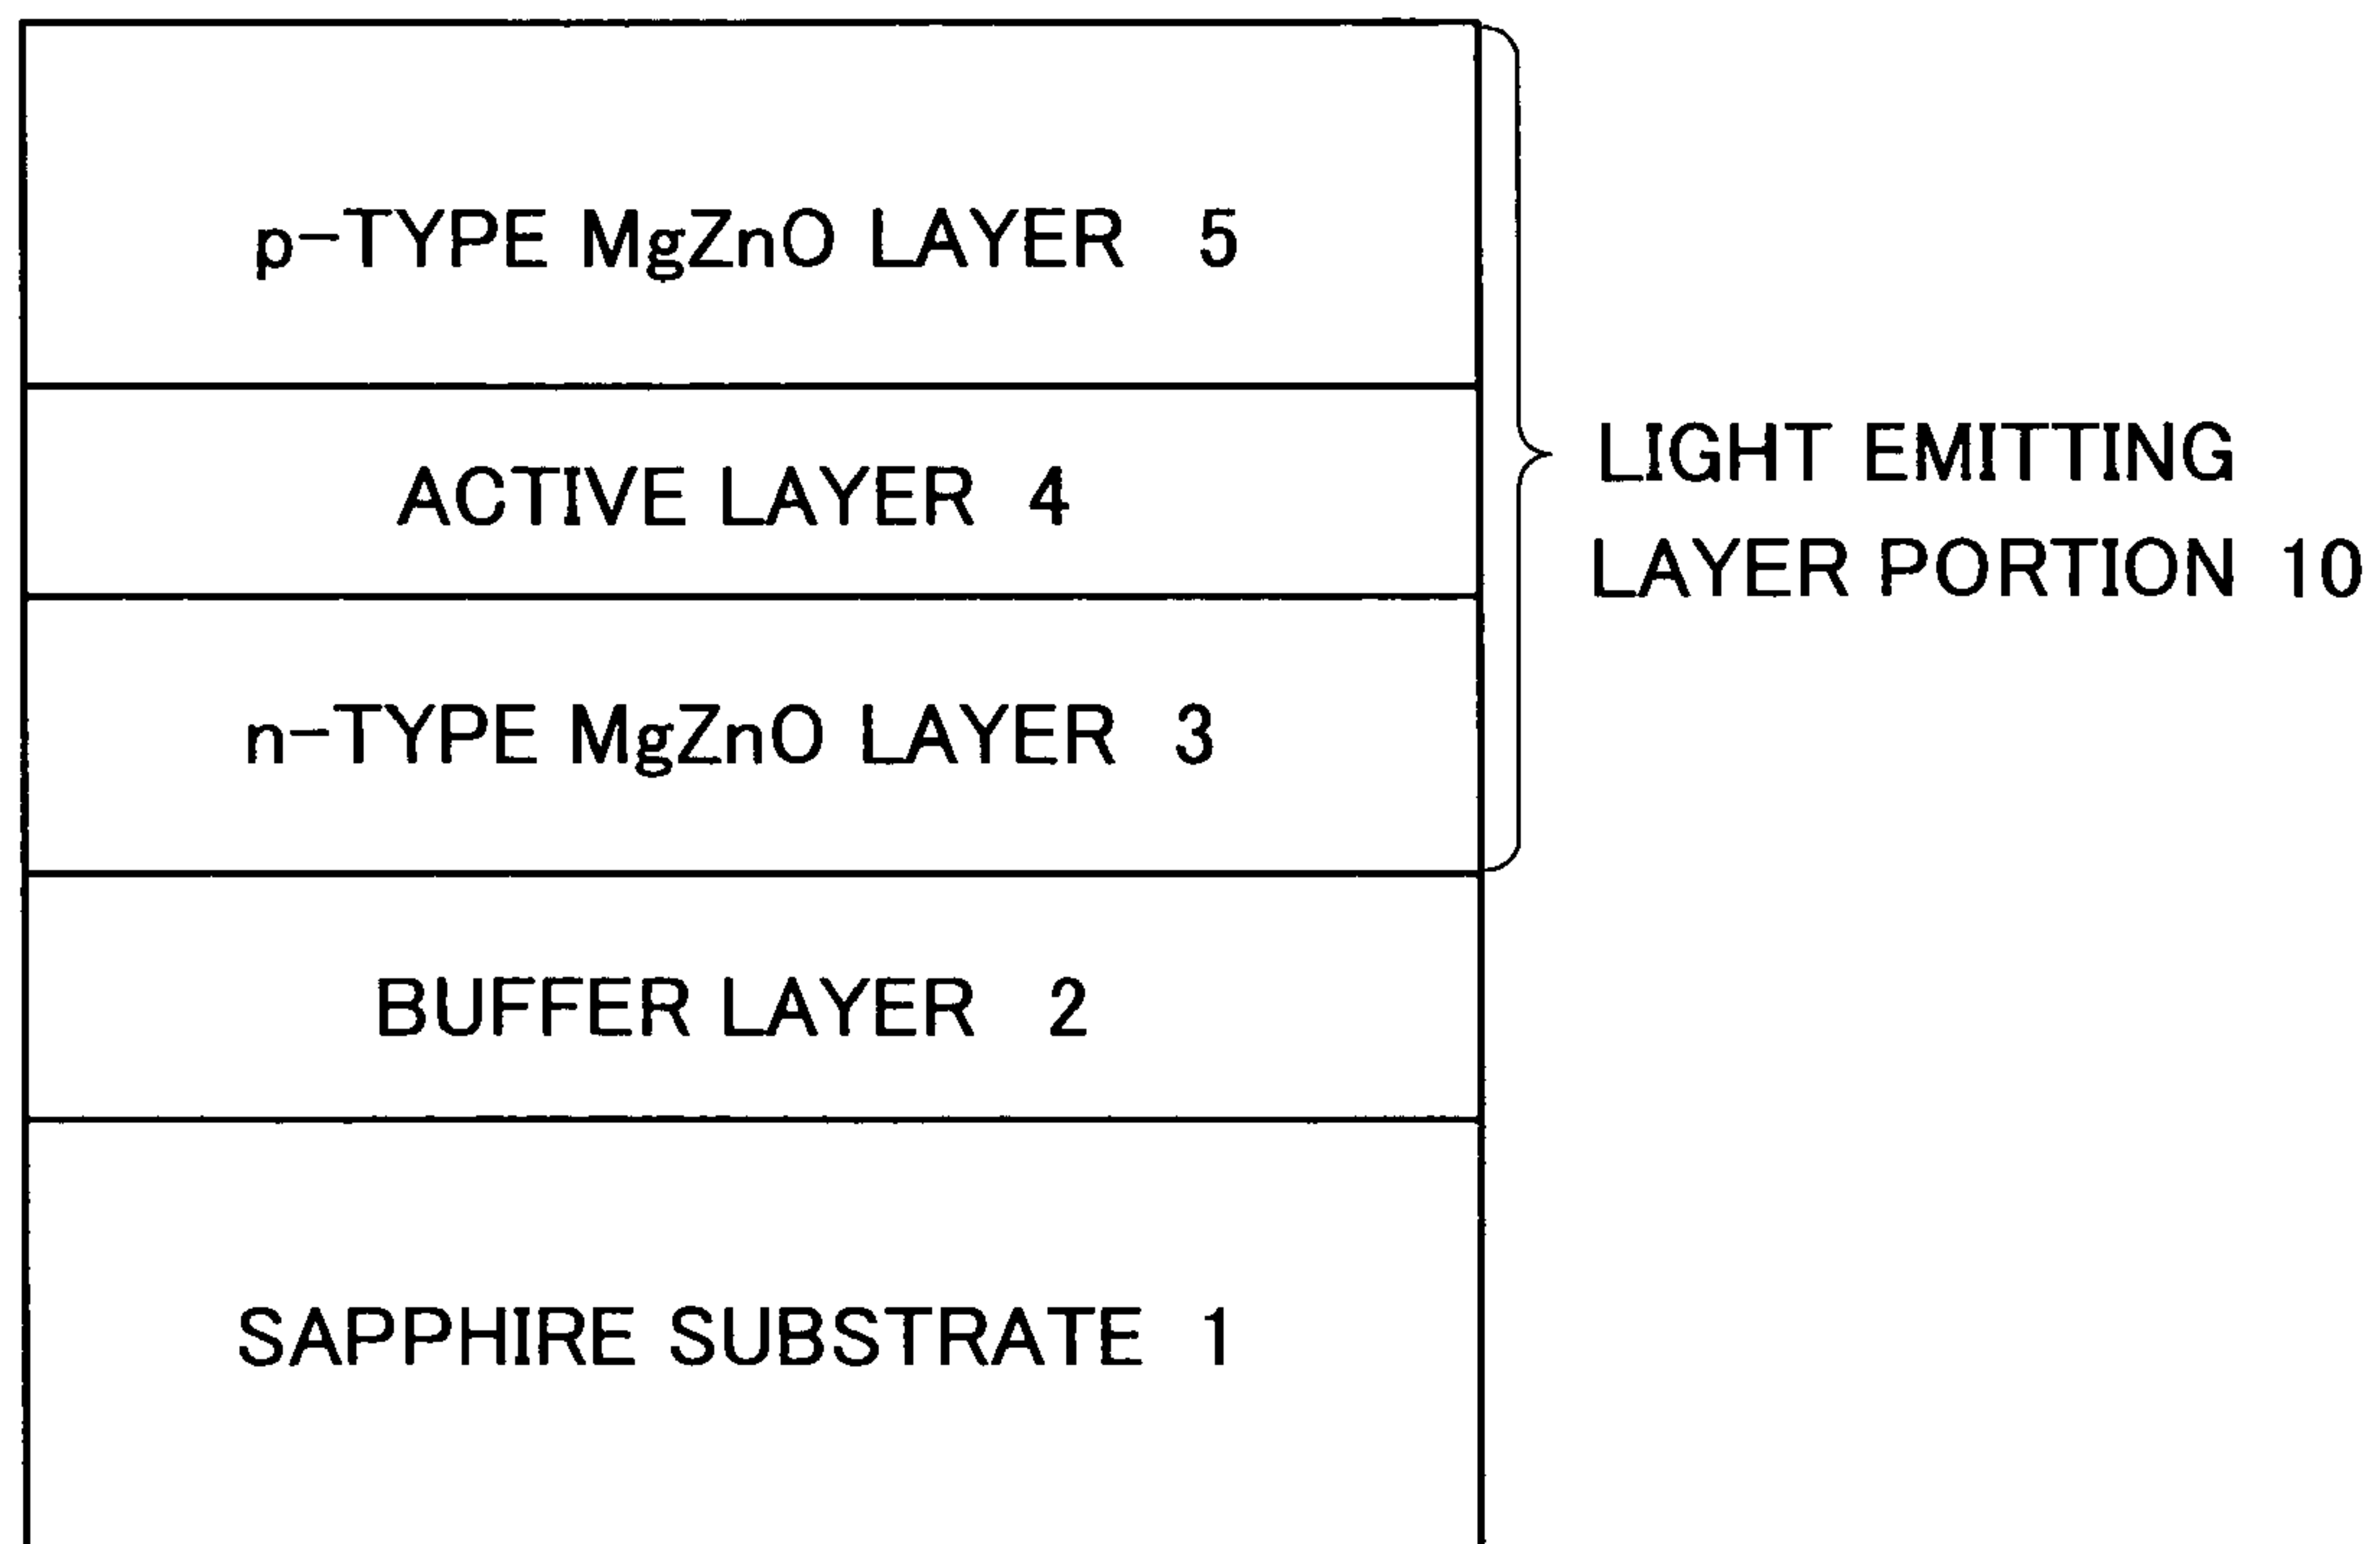 p-TYPE MgZnO LAYER 5
ACTIVE LAYER 4
LIGHT EMITTING
LAYER PORTION 10
n-TYPE MgZnO LAYER 3
BUFFER LAYER 2
SAPPHIRE SUBSTRATE 1